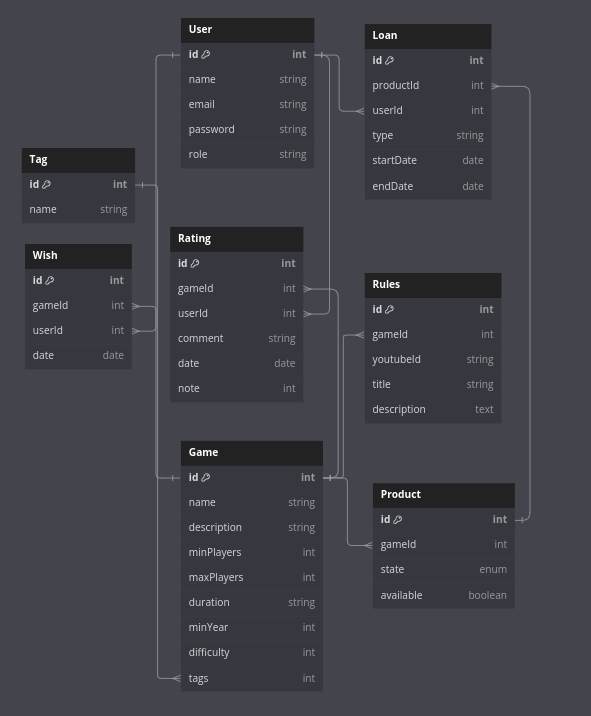 User
id int
name string
email string
password string
role string
Loan
id int
productId int
userId int
type string
startDate date
endDate date
Tag
id int
name string
Wish
id int
gameId int
userId int
date date
Rating
id int
gameId int
userId int
comment string
date date
note int
Rules
id int
gameId int
youtubeId string
title string
description text
Game
id int
name string
description string
minPlayers int
maxPlayers int
duration string
minYear int
difficulty int
tags int
Product
id int
gameId int
state enum
available boolean